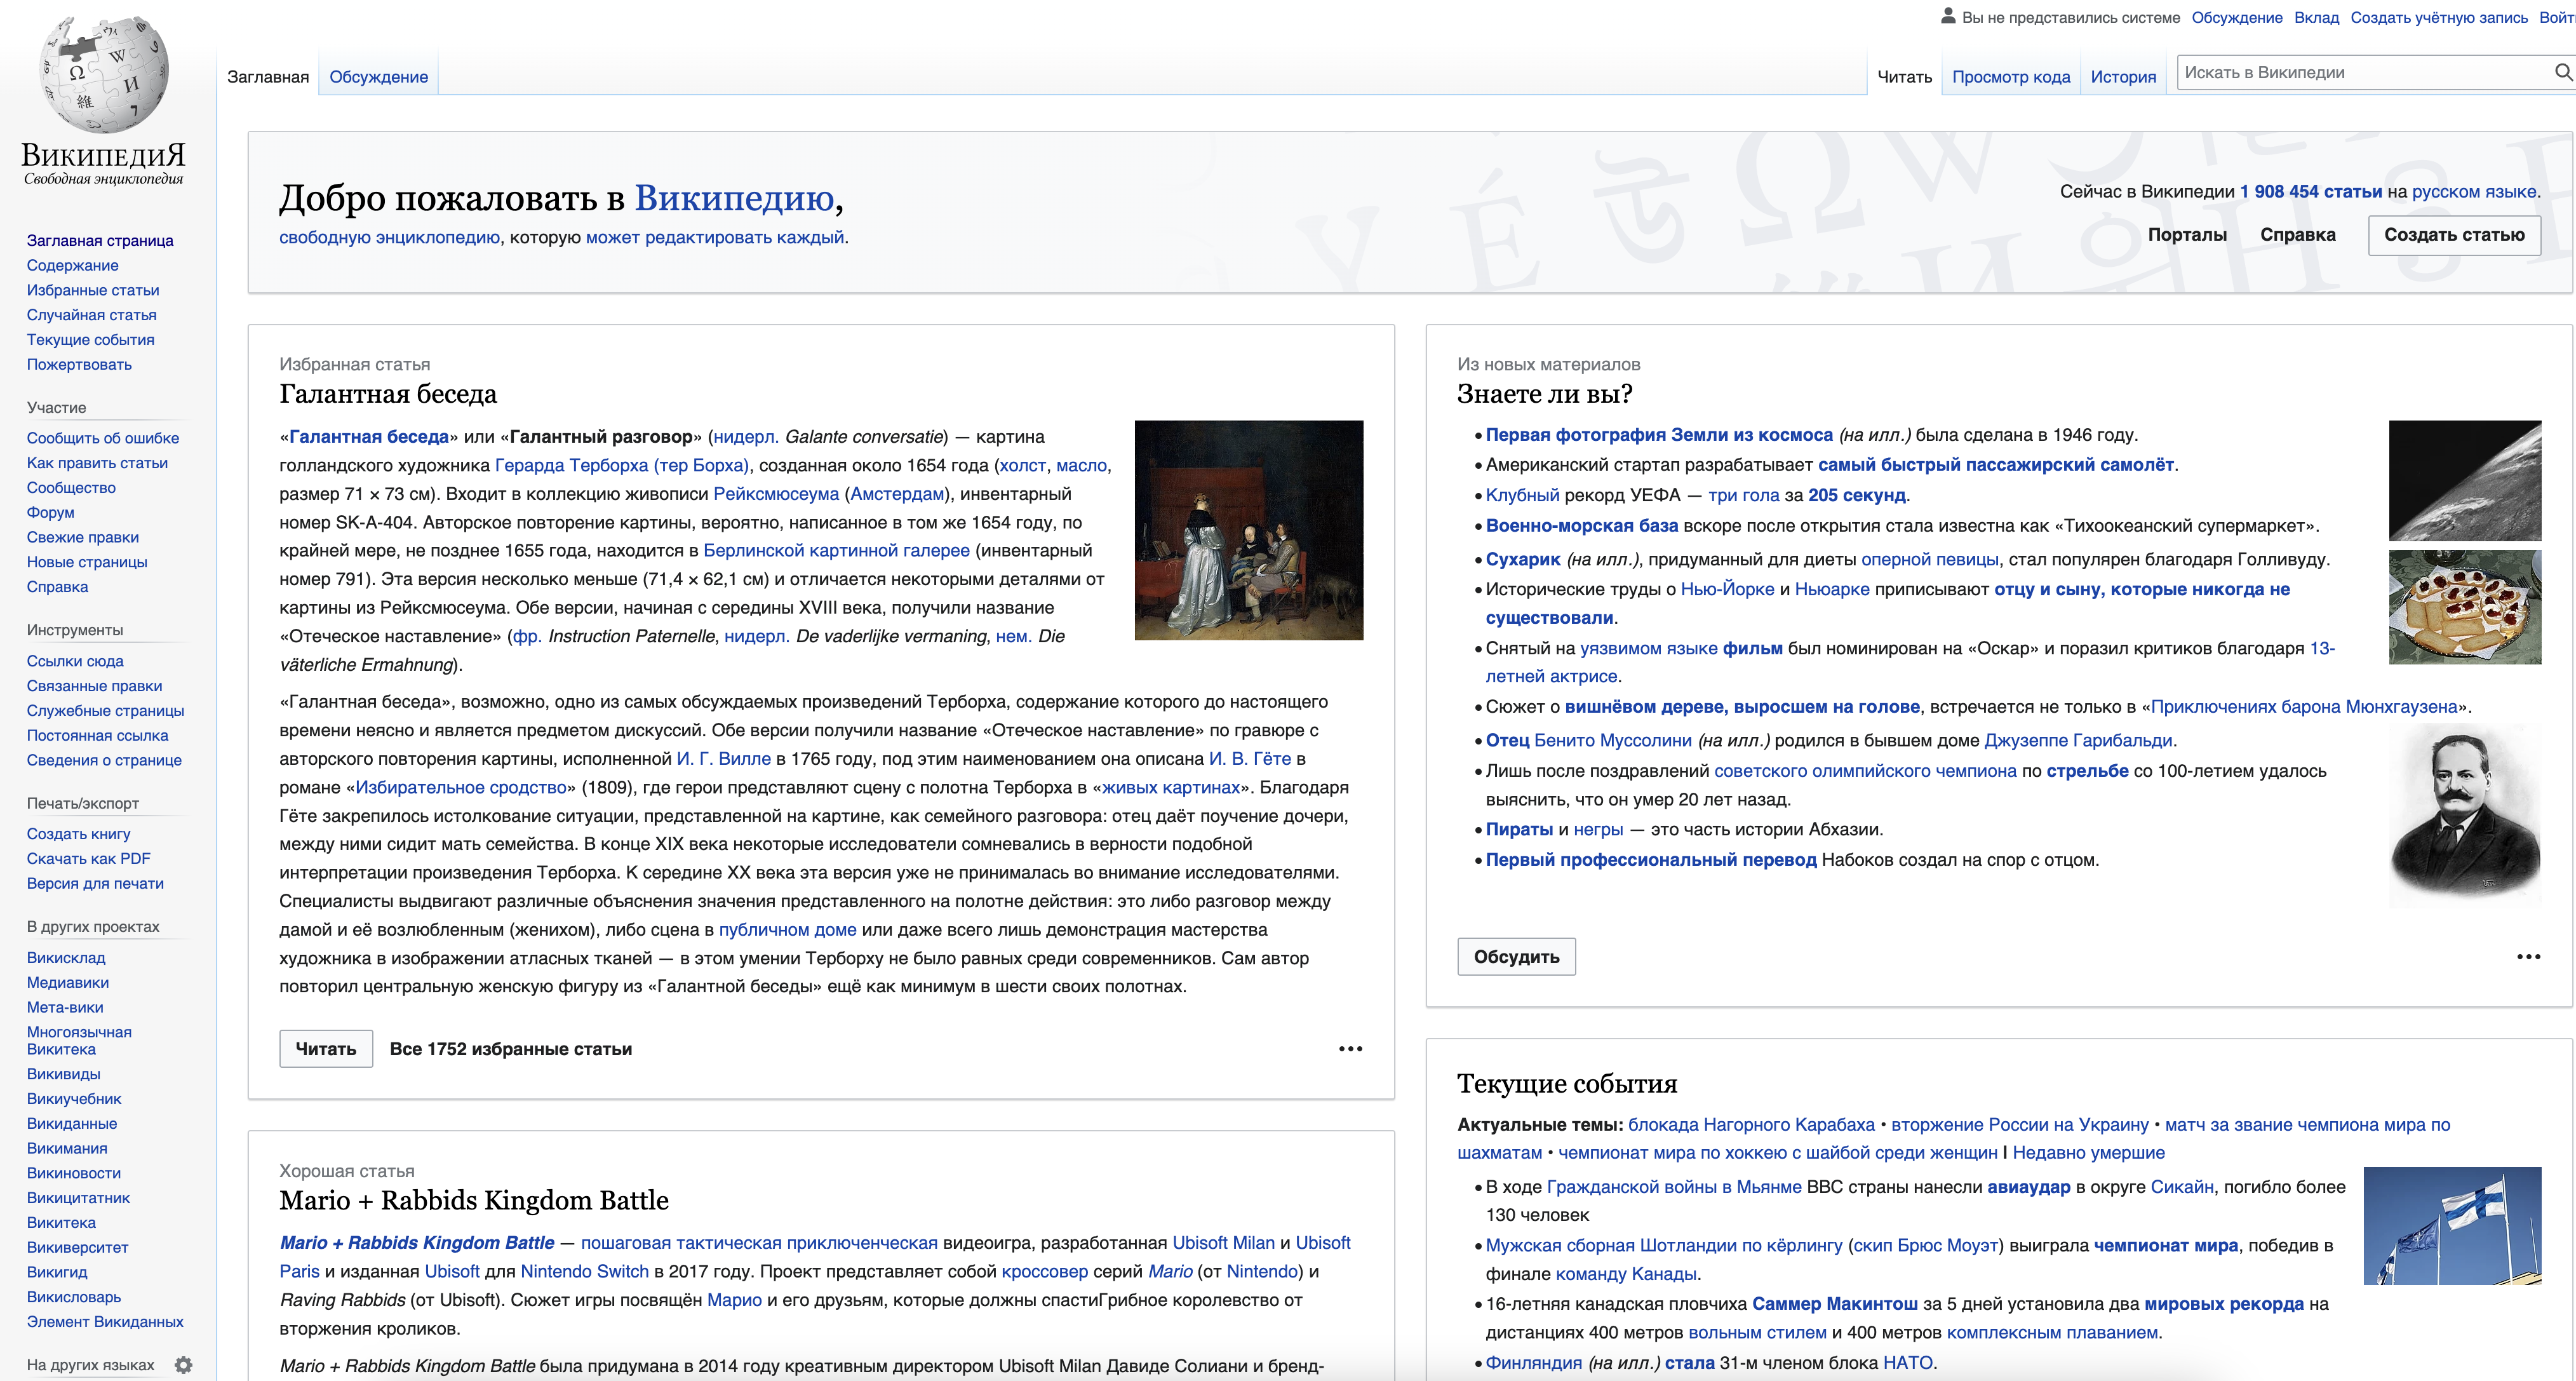 ВикипедиЯ
Свободная энциклопедия
Заглавная страница
Содержание
Избранные статьи
Случайная статья
Текущие события
Пожертвовать
Участие
Сообщить об ошибке
Как править статьи
Сообщество
Форум
Свежие правки
Новые страницы
Справка
Инструменты
Ссылки сюда
Связанные правки
Служебные страницы
Постоянная ссылка
Сведения о странице
Печать/экспорт
Создать книгу
Скачать как PDF
Версия для печати
В других проектах
Викисклад
Медиавики
Мета-вики
Многоязычная
Викитека
Викивиды
Викиучебник
Викиданные
Викимания
Викиновости
Викицитатник
Викитека
Викиверситет
Викигид
Викисловарь
Элемент Викиданных
На других языках
Вы не представились системе Обсуждение Вклад Создать учётную запись
Заглавная Обсуждение Читать Просмотр кода История Искать в Википедии
Добро пожаловать в Википедию,
свободную энциклопедию, которую может редактировать каждый.
Сейчас в Википедии 1 908 454 статьи на русском языке.
Порталы Справка Создать статью
Избранная статья
Галантная беседа
«Галантная беседа» или «Галантный разговор» (нидерл. Galante conversatie) — картина
голландского художника Герарда Терборха (тер Борха), созданная около 1654 года (холст, масло,
размер 71 × 73 см). Входит в коллекцию живописи Рейксмюсеума (Амстердам), инвентарный
номер SK-A-404. Авторское повторение картины, вероятно, написанное в том же 1654 году, по
крайней мере, не позднее 1655 года, находится в Берлинской картинной галерее (инвентарный
номер 791). Эта версия несколько меньше (71,4 × 62,1 см) и отличается некоторыми деталями от
картины из Рейксмюсеума. Обе версии, начиная с середины XVIII века, получили название
«Отеческое наставление» (фр. Instruction Paternelle, нидерл. De vaderlijke vermaning, нем. Die
väterliche Ermahnung).
«Галантная беседа», возможно, одно из самых обсуждаемых произведений Терборха, содержание которого до настоящего
времени неясно и является предметом дискуссий. Обе версии получили название «Отеческое наставление» по гравюре с
авторского повторения картины, исполненной И. Г. Вилле в 1765 году, под этим наименованием она описана И. В. Гёте в
романе «Избирательное сродство» (1809), где герои представляют сцену с полотна Терборха в «живых картинах». Благодаря
Гёте закрепилось истолкование ситуации, представленной на картине, как семейного разговора: отец даёт поучение дочери,
между ними сидит мать семейства. В конце XIX века некоторые исследователи сомневались в верности подобной
интерпретации произведения Терборха. К середине XX века эта версия уже не принималась во внимание исследователями.
Специалисты выдвигают различные объяснения значения представленного на полотне действия: это либо разговор между
дамой и её возлюбленным (женихом), либо сцена в публичном доме или даже всего лишь демонстрация мастерства
художника в изображении атласных тканей — в этом умении Терборху не было равных среди современников. Сам автор
повторил центральную женскую фигуру из «Галантной беседы» ещё как минимум в шести своих полотнах.
Читать Все 1752 избранные статьи
Хорошая статья
Mario + Rabbids Kingdom Battle
Mario + Rabbids Kingdom Battle — пошаговая тактическая приключенческая видеоигра, разработанная Ubisoft Milan и Ubisoft
Paris и изданная Ubisoft для Nintendo Switch в 2017 году. Проект представляет собой кроссовер серий Mario (от Nintendo) и
Raving Rabbids (от Ubisoft). Сюжет игры посвящён Марио и его друзьям, которые должны спастиГрибное королевство от
вторжения кроликов.
Mario + Rabbids Kingdom Battle была придумана в 2014 году креативным директором Ubisoft Milan Давиде Солиани и бренд-
Из новых материалов
Знаете ли вы?
• Первая фотография Земли из космоса (на илл.) была сделана в 1946 году.
• Американский стартап разрабатывает самый быстрый пассажирский самолёт.
• Клубный рекорд УЕФА — три гола за 205 секунд.
• Военно-морская база вскоре после открытия стала известна как «Тихоокеанский супермаркет».
• Сухарик (на илл.), придуманный для диеты оперной певицы, стал популярен благодаря Голливуду.
• Исторические труды о Нью-Йорке и Ньюарке приписывают отцу и сыну, которые никогда не
существовали.
• Снятый на уязвимом языке фильм был номинирован на «Оскар» и поразил критиков благодаря 13-
летней актрисе.
• Сюжет о вишнёвом дереве, выросшем на голове, встречается не только в «Приключениях барона Мюнхгаузена».
• Отец Бенито Муссолини (на илл.) родился в бывшем доме Джузеппе Гарибальди.
• Лишь после поздравлений советского олимпийского чемпиона по стрельбе со 100-летием удалось
выяснить, что он умер 20 лет назад.
• Пираты и негры — это часть истории Абхазии.
• Первый профессиональный перевод Набоков создал на спор с отцом.
Обсудить
Текущие события
Актуальные темы: блокада Нагорного Карабаха • вторжение России на Украину • матч за звание чемпиона мира по
шахматам • чемпионат мира по хоккею с шайбой среди женщин I Недавно умершие
• В ходе Гражданской войны в Мьянме ВВС страны нанесли авиаудар в округе Сикайн, погибло более
130 человек
• Мужская сборная Шотландии по кёрлингу (скип Брюс Моуэт) выиграла чемпионат мира, победив в
финале команду Канады.
• 16-летняя канадская пловчиха Саммер Макинтош за 5 дней установила два мировых рекорда на
дистанциях 400 метров вольным стилем и 400 метров комплексным плаванием.
• Финляндия (на илл.) стала 31-м членом блока НАТО.